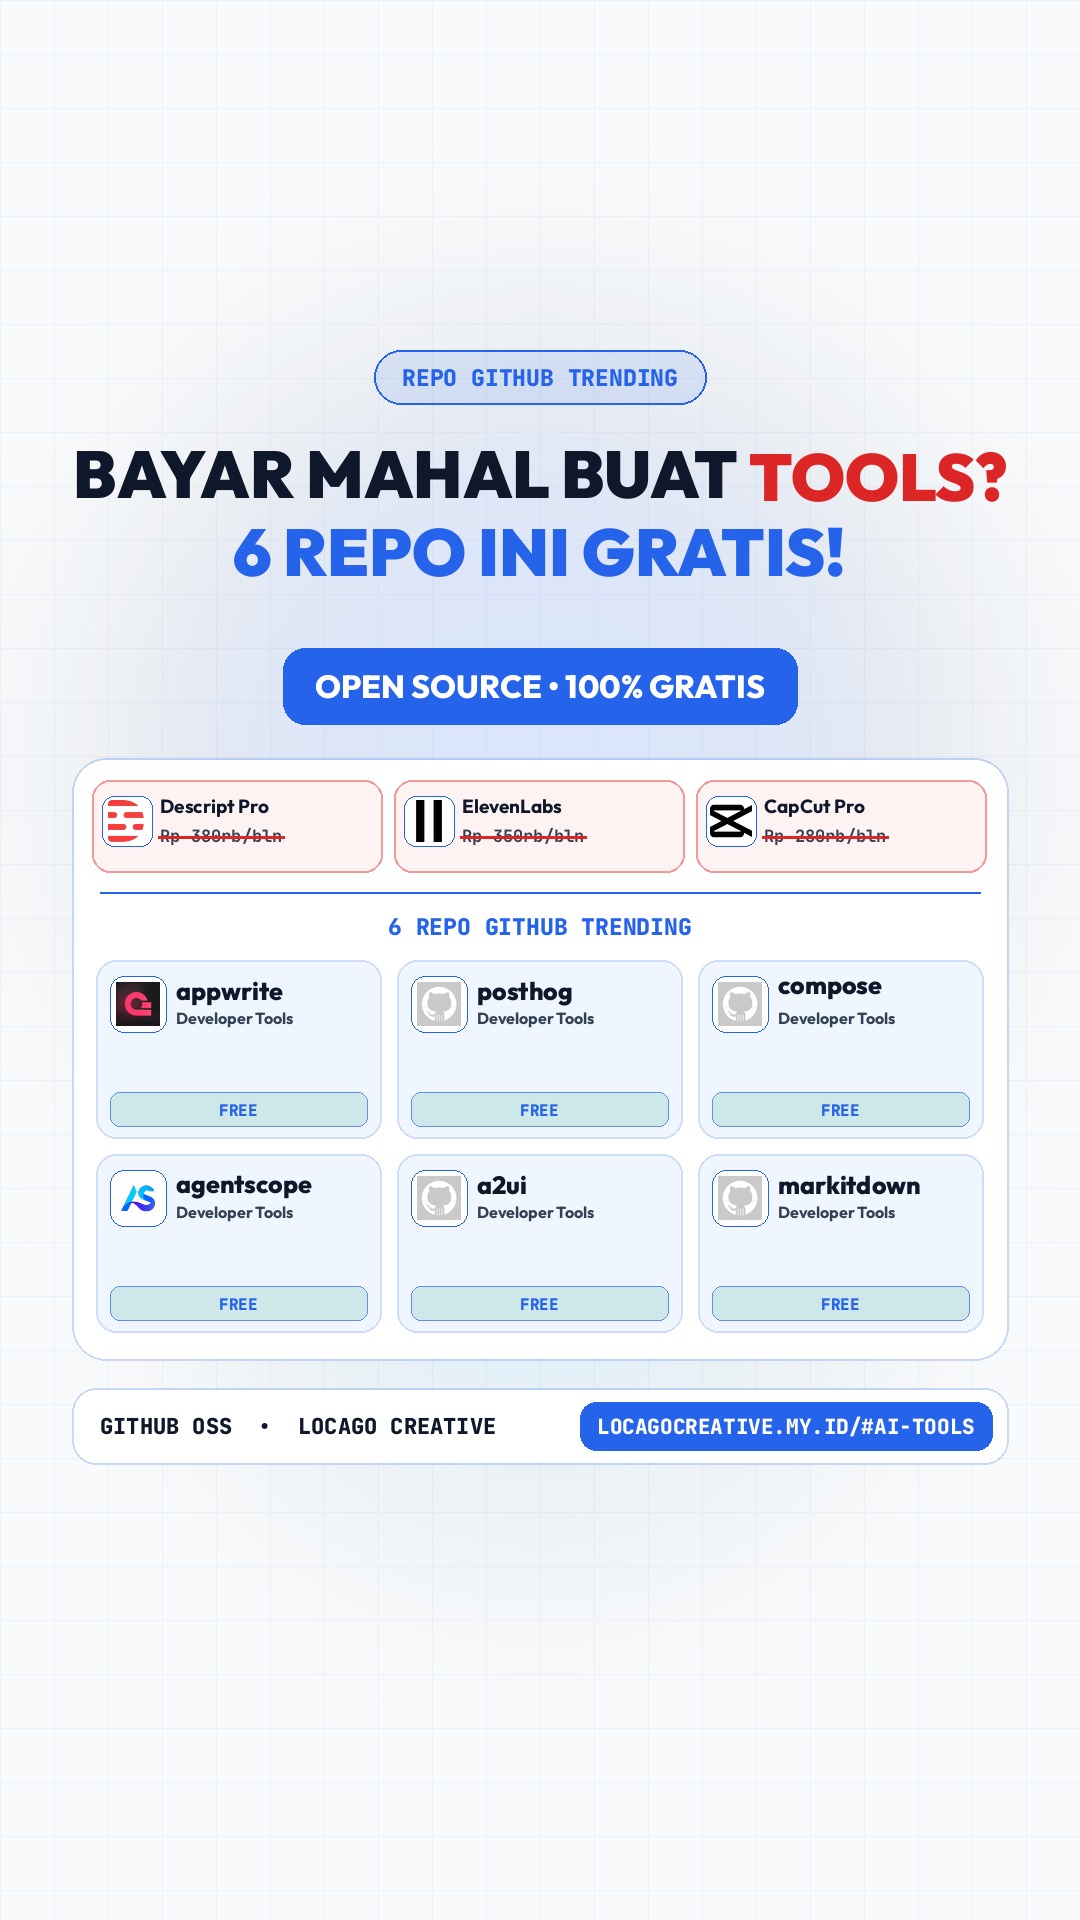 REPO GITHUB TRENDING
BAYAR MAHAL BUAT TOOLS?
6 REPO INI GRATIS!
OPEN SOURCE • 100% GRATIS
Descript Pro
Rp 380rb/bln
ElevenLabs
Rp 350rb/bln
CapCut Pro
Rp 280rb/bln
6 REPO GITHUB TRENDING
appwrite
Developer Tools
FREE
posthog
Developer Tools
FREE
compose
Developer Tools
FREE
agentscope
Developer Tools
FREE
a2ui
Developer Tools
FREE
markitdown
Developer Tools
FREE
GITHUB OSS • LOCAGO CREATIVE
LOCAGOCREATIVE.MY.ID/#AI-TOOLS